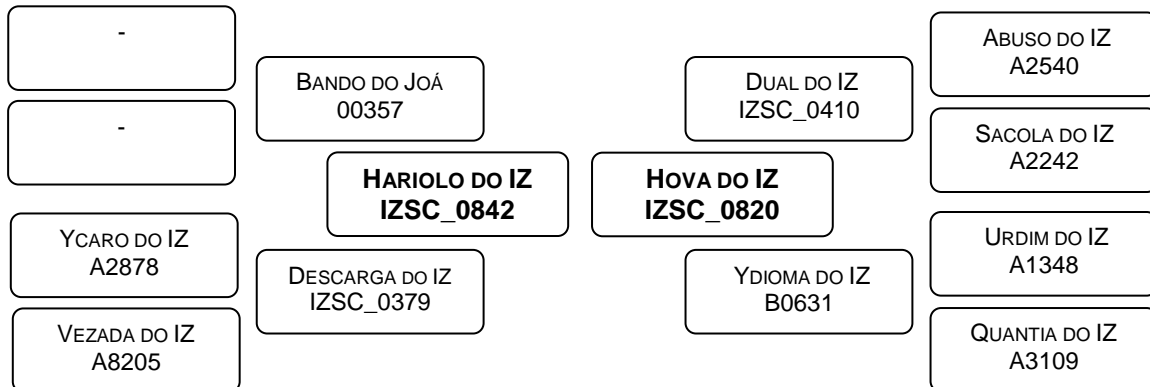 -
-
BANDO DO JOÁ
00357
HARIOLO DO IZ
IZSC_0842
YCARO DO IZ
A2878
DESCARGA DO IZ
IZSC_0379
VEZADA DO IZ
A8205
DUAL DO IZ
IZSC_0410
ABUSO DO IZ
A2540
SACOLA DO IZ
A2242
HOVA DO IZ
IZSC_0820
URDIM DO IZ
A1348
YDIOMA DO IZ
B0631
QUANTIA DO IZ
A3109